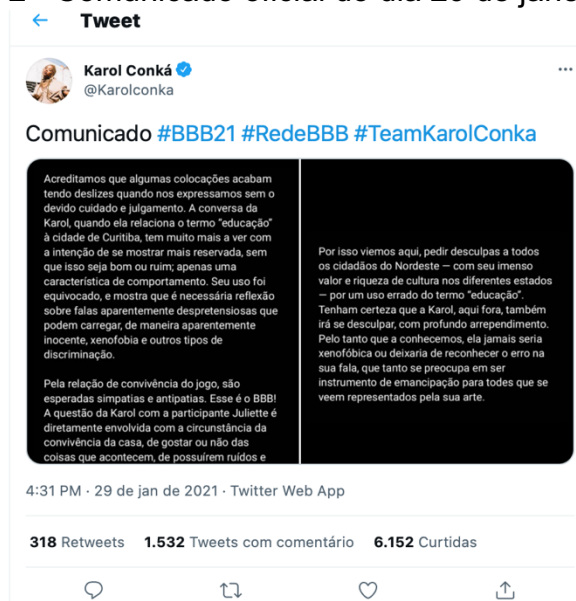 Tweet
Karol Conká
@Karolconka
Comunicado #BBB21 #RedeBBB #TeamKarolConka
Acreditamos que algumas colocações acabam
tendo deslizes quando nos expressamos sem o
devido cuidado e julgamento. A conversa da
Karol, quando ela relaciona o termo "educação"
à cidade de Curitiba, tem muito mais a ver com
a intenção de se mostrar mais reservada, sem
que isso seja bom ou ruim; apenas uma
característica de comportamento. Seu uso foi
equivocado, e mostra que é necessária reflexão
sobre falas aparentemente despretensiosas que
podem carregar, de maneira aparentemente
inocente, xenofobia e outros tipos de
discriminação.
Pela relação de convivência do jogo, são
esperadas simpatias e antipatias. Esse é o BBB!
A questão da Karol com a participante Juliette é
diretamente envolvida com a circunstância da
convivência da casa, de gostar ou não das
coisas que acontecem, de possuírem ruídos e
Por isso viemos aqui, pedir desculpas a todos
os cidadãos do Nordeste — com seu imenso
valor e riqueza de cultura nos diferentes estados
— por um uso errado do termo "educação".
Tenham certeza que a Karol, aqui fora, também
irá se desculpar, com profundo arrependimento.
Pelo tanto que a conhecemos, ela jamais seria
xenofóbica ou deixaria de reconhecer o erro na
sua fala, que tanto se preocupa em ser
instrumento de emancipação para todes que se
veem representados pela sua arte.
4:31 PM · 29 de jan de 2021 · Twitter Web App
318 Retweets 1.532 Tweets com comentário 6.152 Curtidas